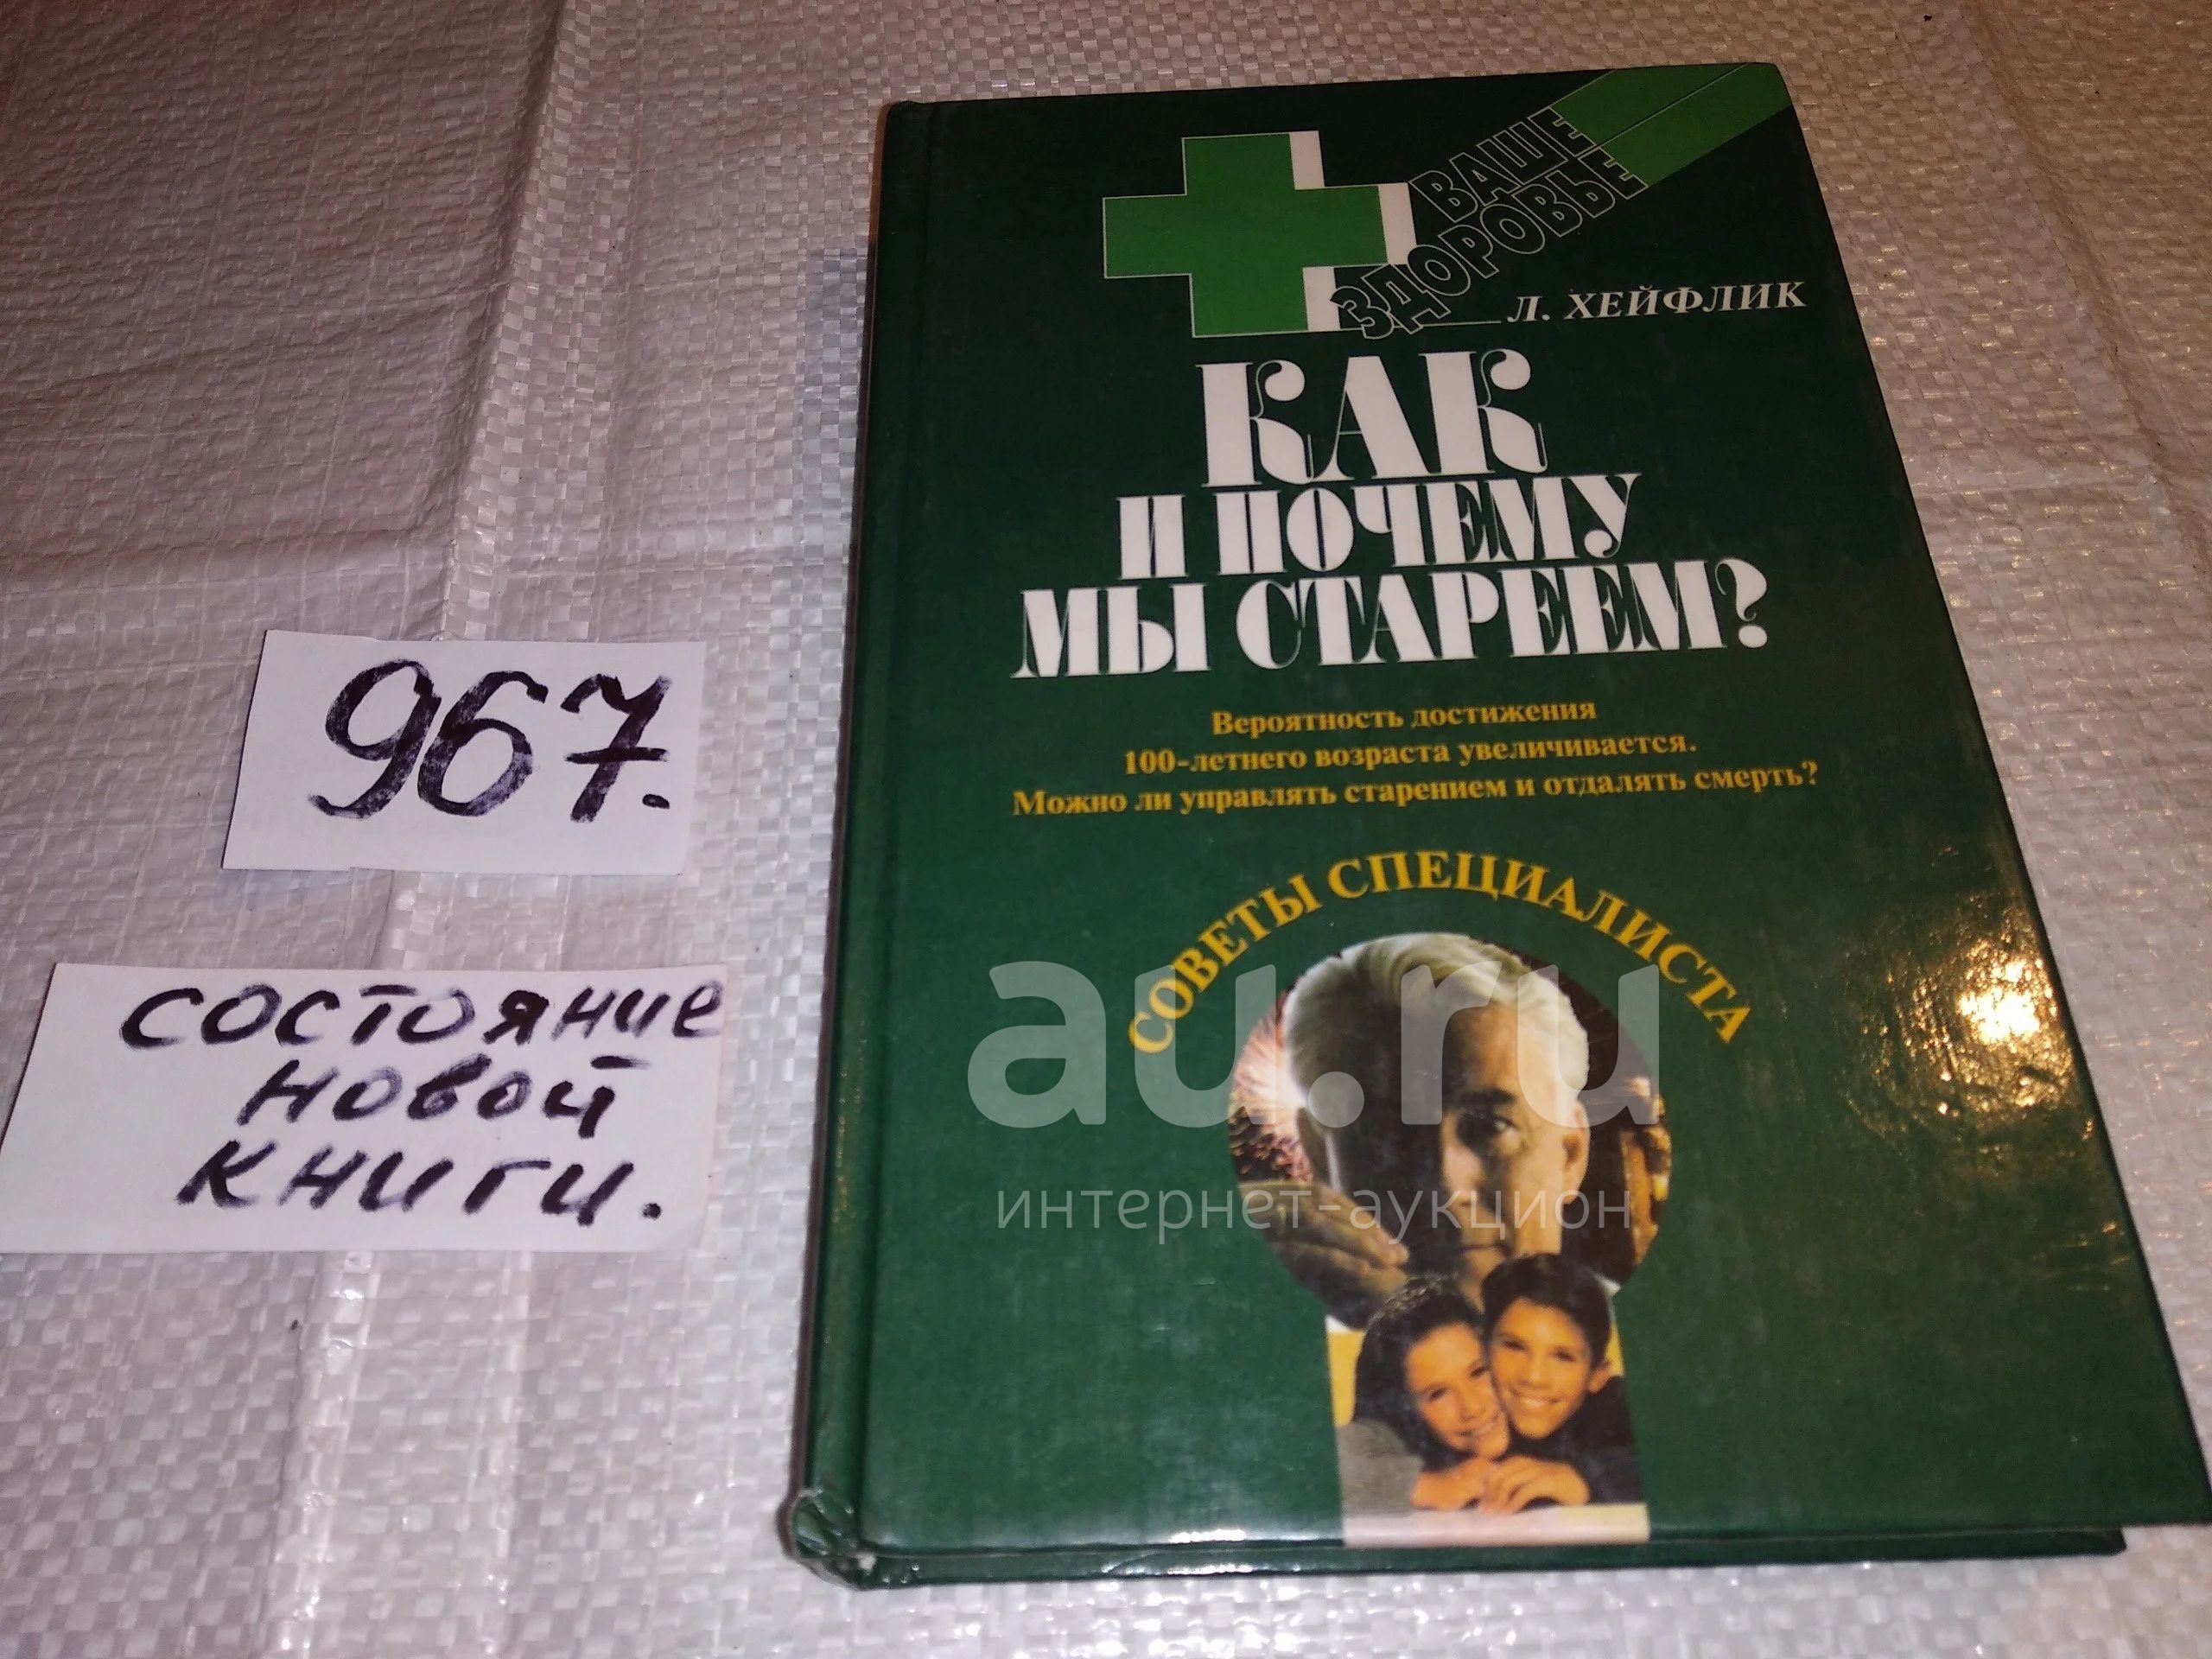 ВАШЕ
ЗДОРОВЬЕ
Л. ХЕЙФЛИК
КАК
И ПОЧЕМУ
МЫ СТАРЕЕМ?
Вероятность достижения
100-летнего возраста увеличивается.
Можно ли управлять старением и отдалять смерть?
СОВЕТЫ СПЕЦИАЛИСТА
967.
состояние
новой
книги.
au.ru
интернет-аукцион